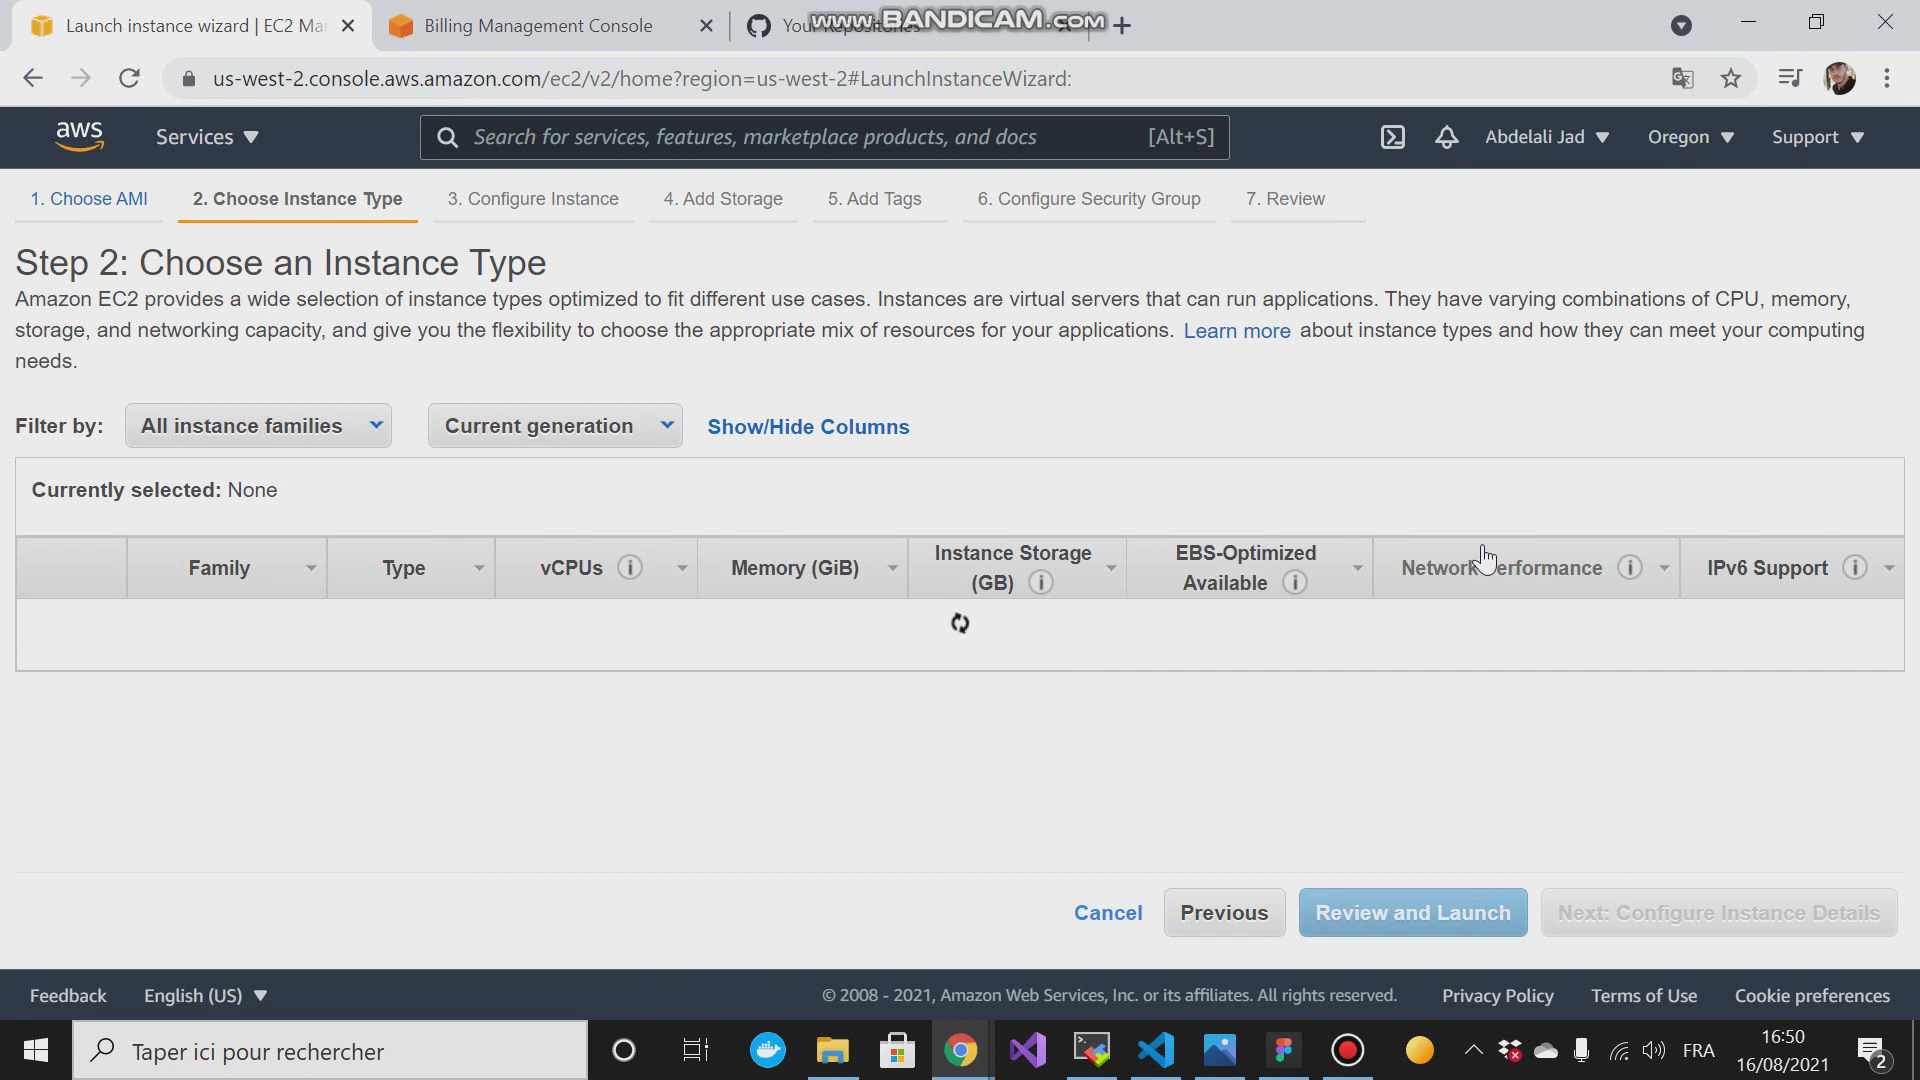 Launch instance wizard | EC2 Ma
Billing Management Console
Your Repositories
www.BANDICAM.com
us-west-2.console.aws.amazon.com/ec2/v2/home?region=us-west-2#LaunchInstanceWizard:
aws
Services
Search for services, features, marketplace products, and docs
[Alt+S]
Abdelali Jad
Oregon
Support
1. Choose AMI
2. Choose Instance Type
3. Configure Instance
4. Add Storage
5. Add Tags
6. Configure Security Group
7. Review
Step 2: Choose an Instance Type
Amazon EC2 provides a wide selection of instance types optimized to fit different use cases. Instances are virtual servers that can run applications. They have varying combinations of CPU, memory,
storage, and networking capacity, and give you the flexibility to choose the appropriate mix of resources for your applications. Learn more about instance types and how they can meet your computing
needs.
Filter by:
All instance families
Current generation
Show/Hide Columns
Currently selected: None
Family
Type
vCPUs
Memory (GiB)
Instance Storage
(GB)
EBS-Optimized
Available
Network Performance
IPv6 Support
Cancel
Previous
Review and Launch
Next: Configure Instance Details
Feedback
English (US)
© 2008 - 2021, Amazon Web Services, Inc. or its affiliates. All rights reserved.
Privacy Policy
Terms of Use
Cookie preferences
Taper ici pour rechercher
FRA
16:50
16/08/2021
2